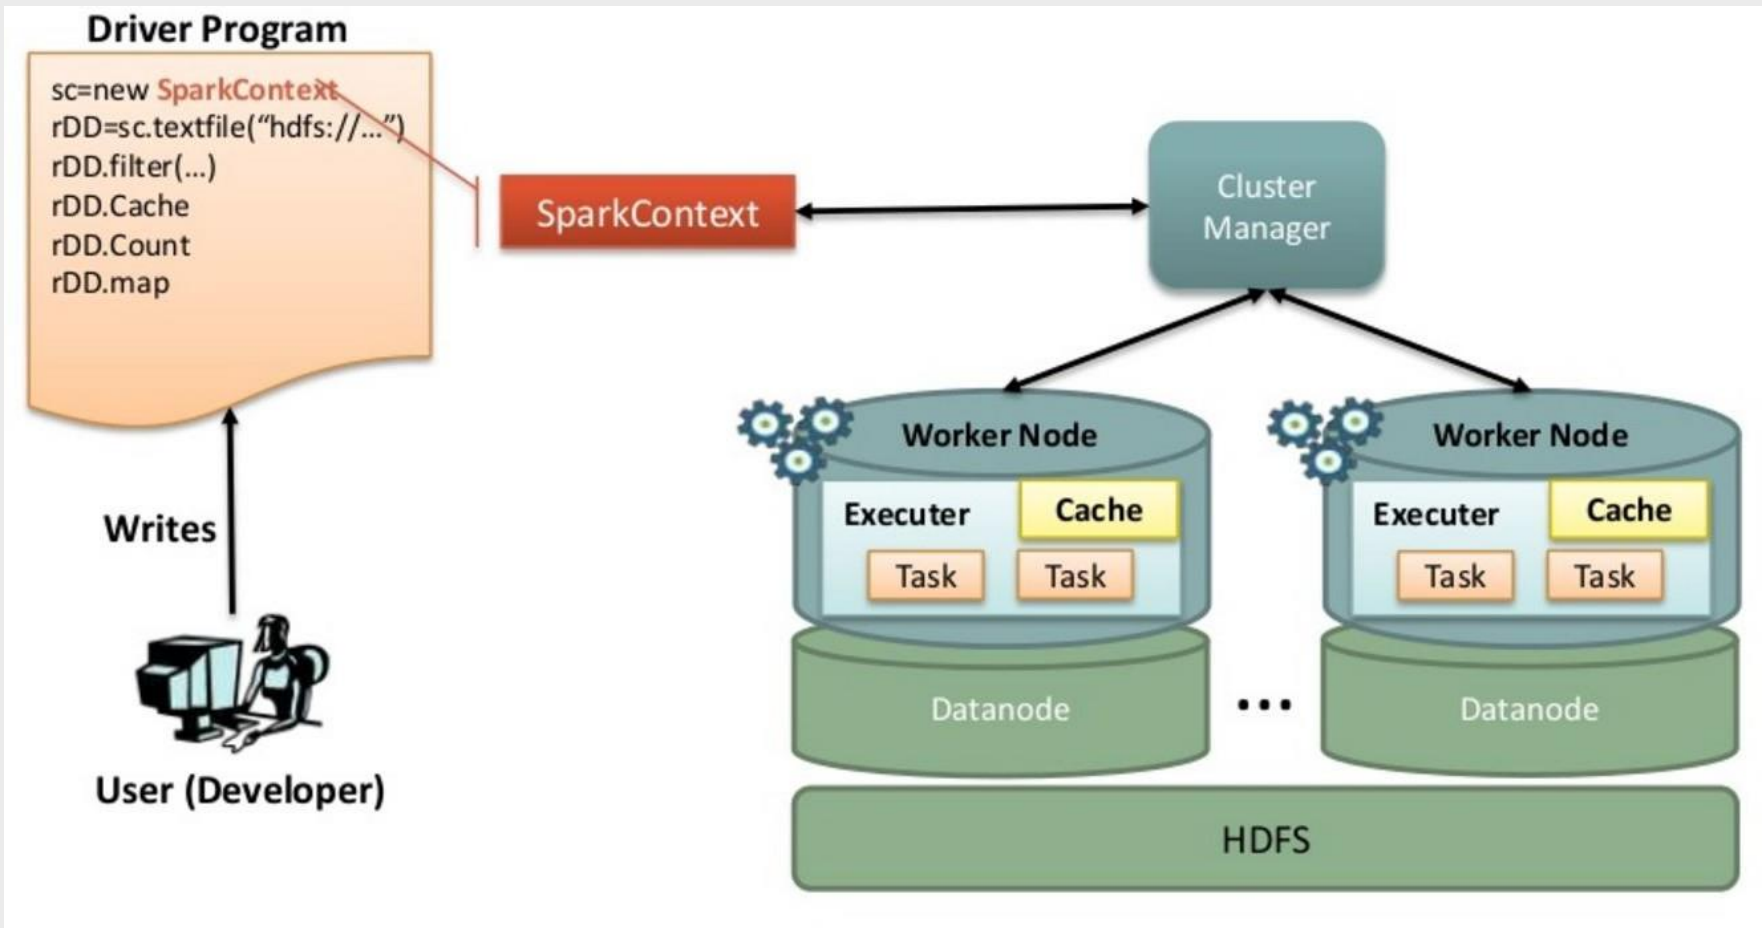 Driver Program
sc=new SparkContext
rDD=sc.textfile(“hdfs://...”)
rDD.filter(...)
rDD.Cache
rDD.Count
rDD.map
SparkContext
Cluster
Manager
Writes
User (Developer)
Worker Node
Executer
Cache
Task
Task
Datanode
...
Worker Node
Executer
Cache
Task
Task
Datanode
HDFS